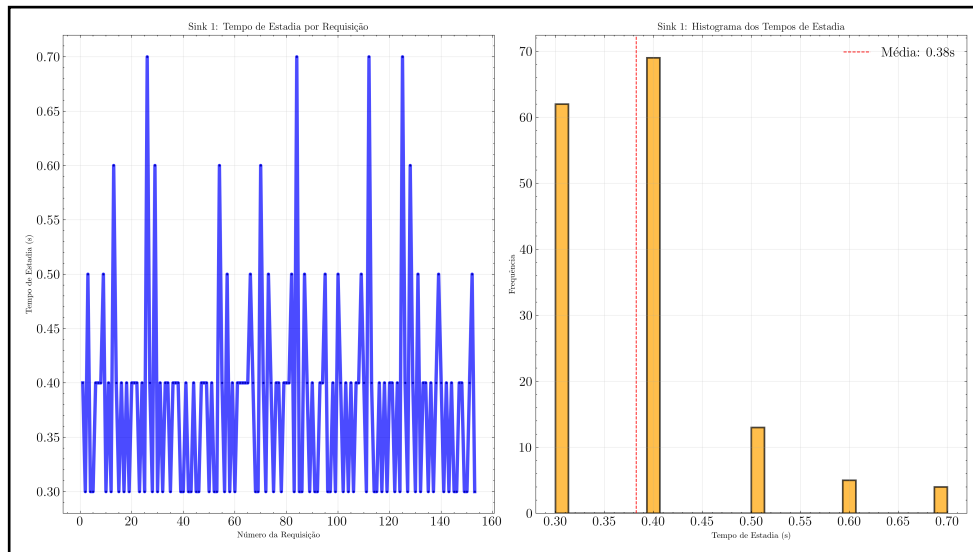 Sink 1: Tempo de Estadia por Requisição
Tempo de Estadia (s)
0.70
0.65
0.60
0.55
0.50
0.45
0.40
0.35
0.30
0 20 40 60 80 100 120 140 160
Número da Requisição
Sink 1: Histograma dos Tempos de Estadia
Média: 0.38s
Frequência
70
60
50
40
30
20
10
0
0.30 0.35 0.40 0.45 0.50 0.55 0.60 0.65 0.70
Tempo de Estadia (s)